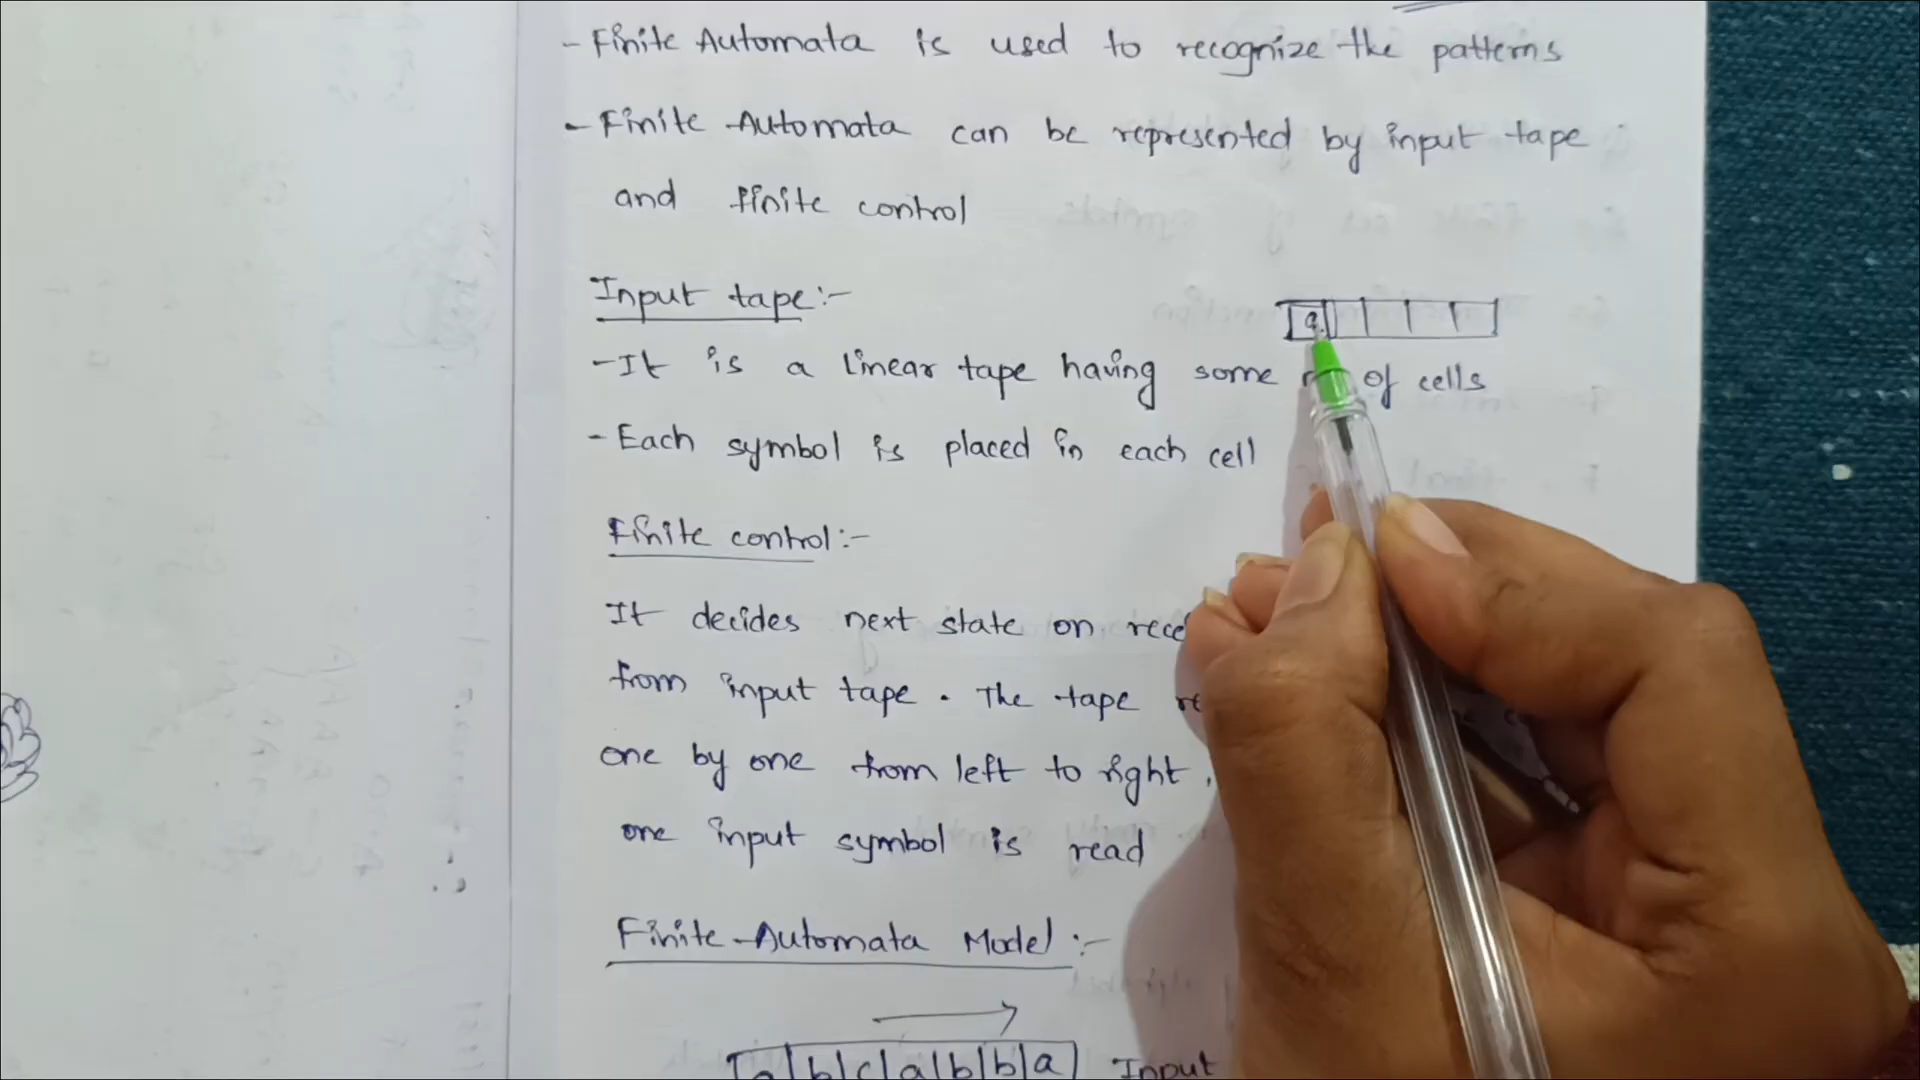 - Finite Automata is used to recognize the patterns
- Finite Automata can be represented by input tape
and finite control
Input tape:-
a
- It is a linear tape having some of cells
- Each symbol is placed in each cell
Finite control:-
It decides next state on
from input tape. The tape
one by one from left to right.
one input symbol is read
Finite Automata Model:-
a|b|c|a|b|b|a| Input